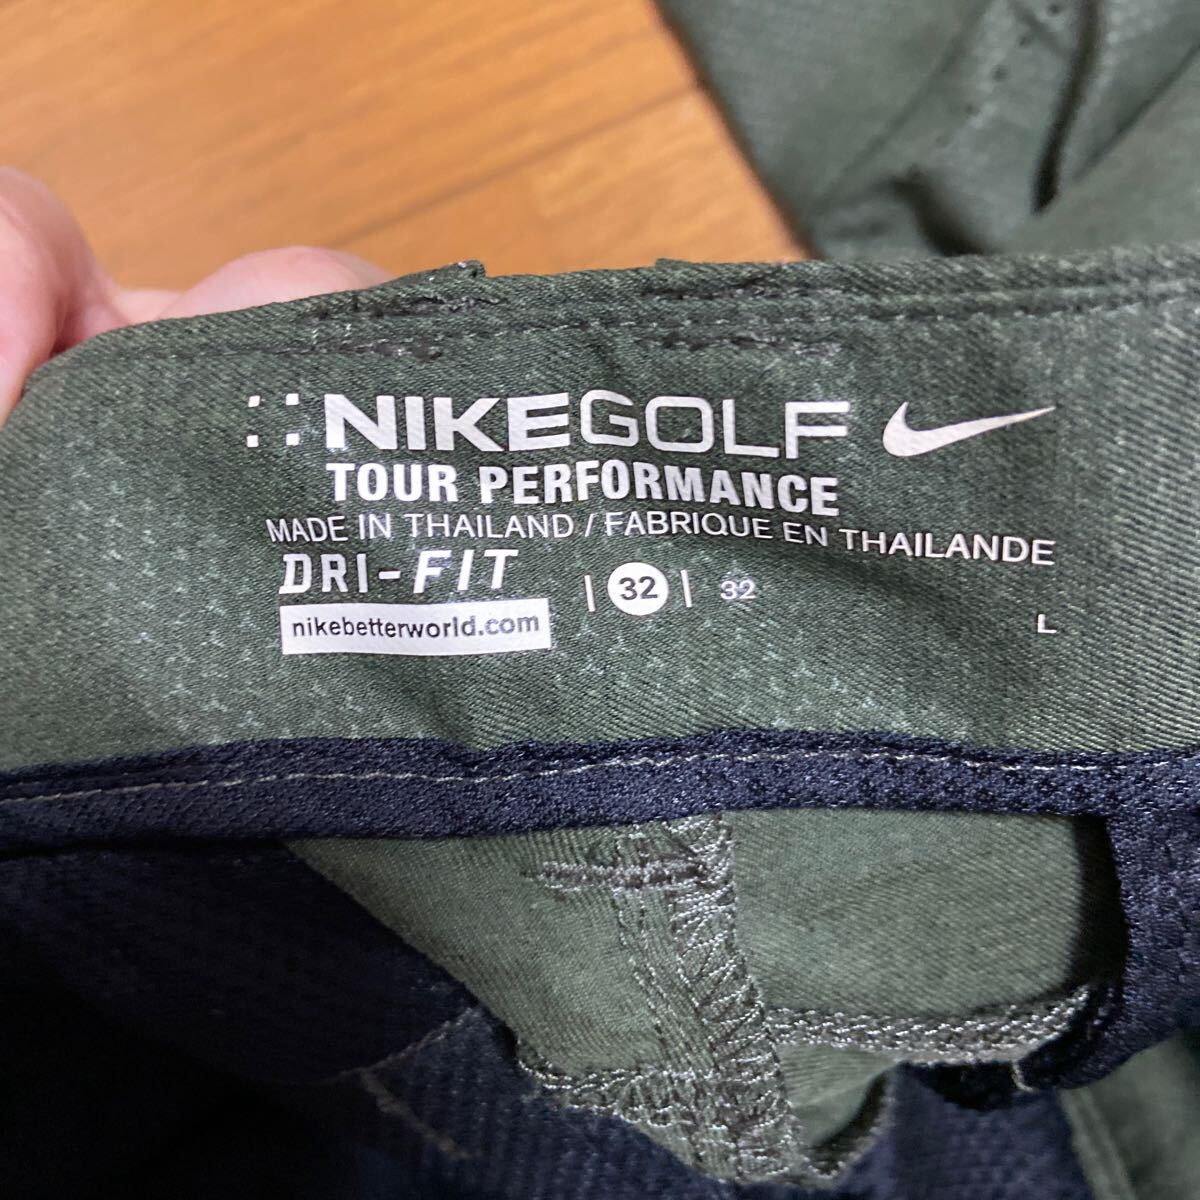 NIKEGOLF
TOUR PERFORMANCE
MADE IN THAILAND / FABRIQUE EN THAILANDE
DRI-FIT | 32 | 32
nikebetterworld.com
L